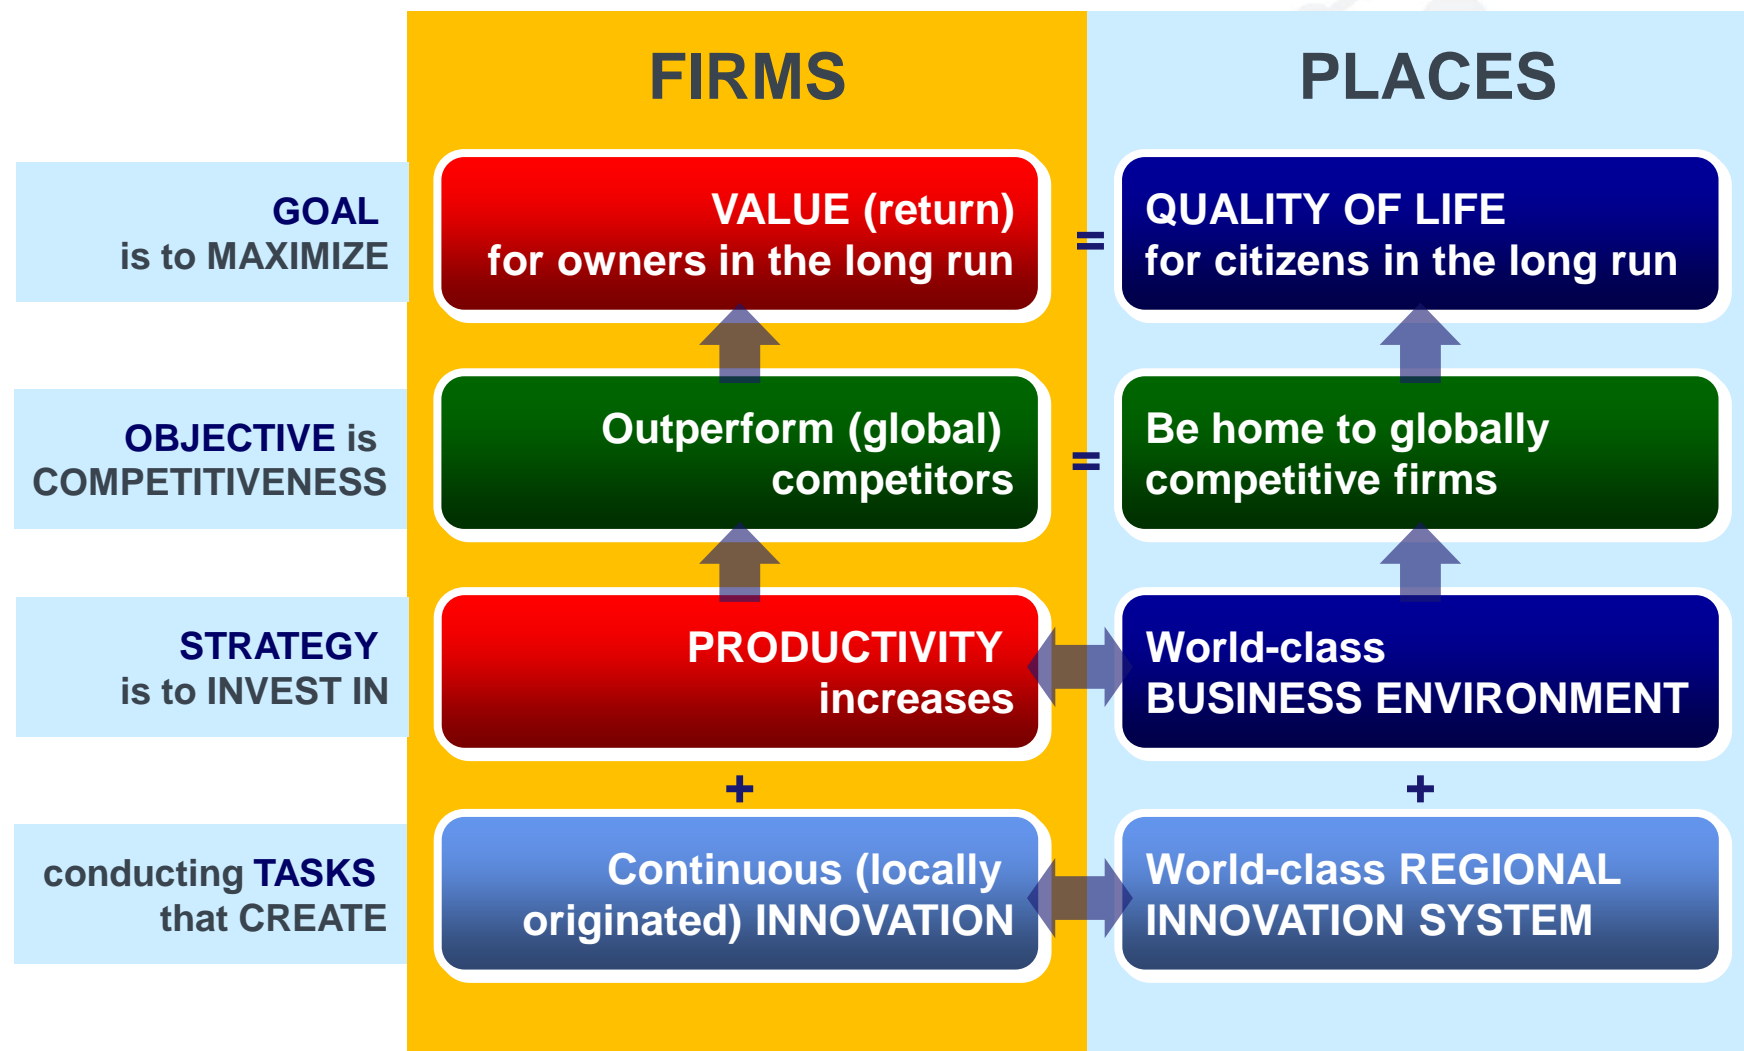 FIRMS
PLACES
GOAL
is to MAXIMIZE
VALUE (return)
for owners in the long run
=
QUALITY OF LIFE
for citizens in the long run
OBJECTIVE is
COMPETITIVENESS
Outperform (global)
competitors
=
Be home to globally
competitive firms
STRATEGY
is to INVEST IN
PRODUCTIVITY
increases
World-class
BUSINESS ENVIRONMENT
+
+
conducting TASKS
that CREATE
Continuous (locally
originated) INNOVATION
World-class REGIONAL
INNOVATION SYSTEM